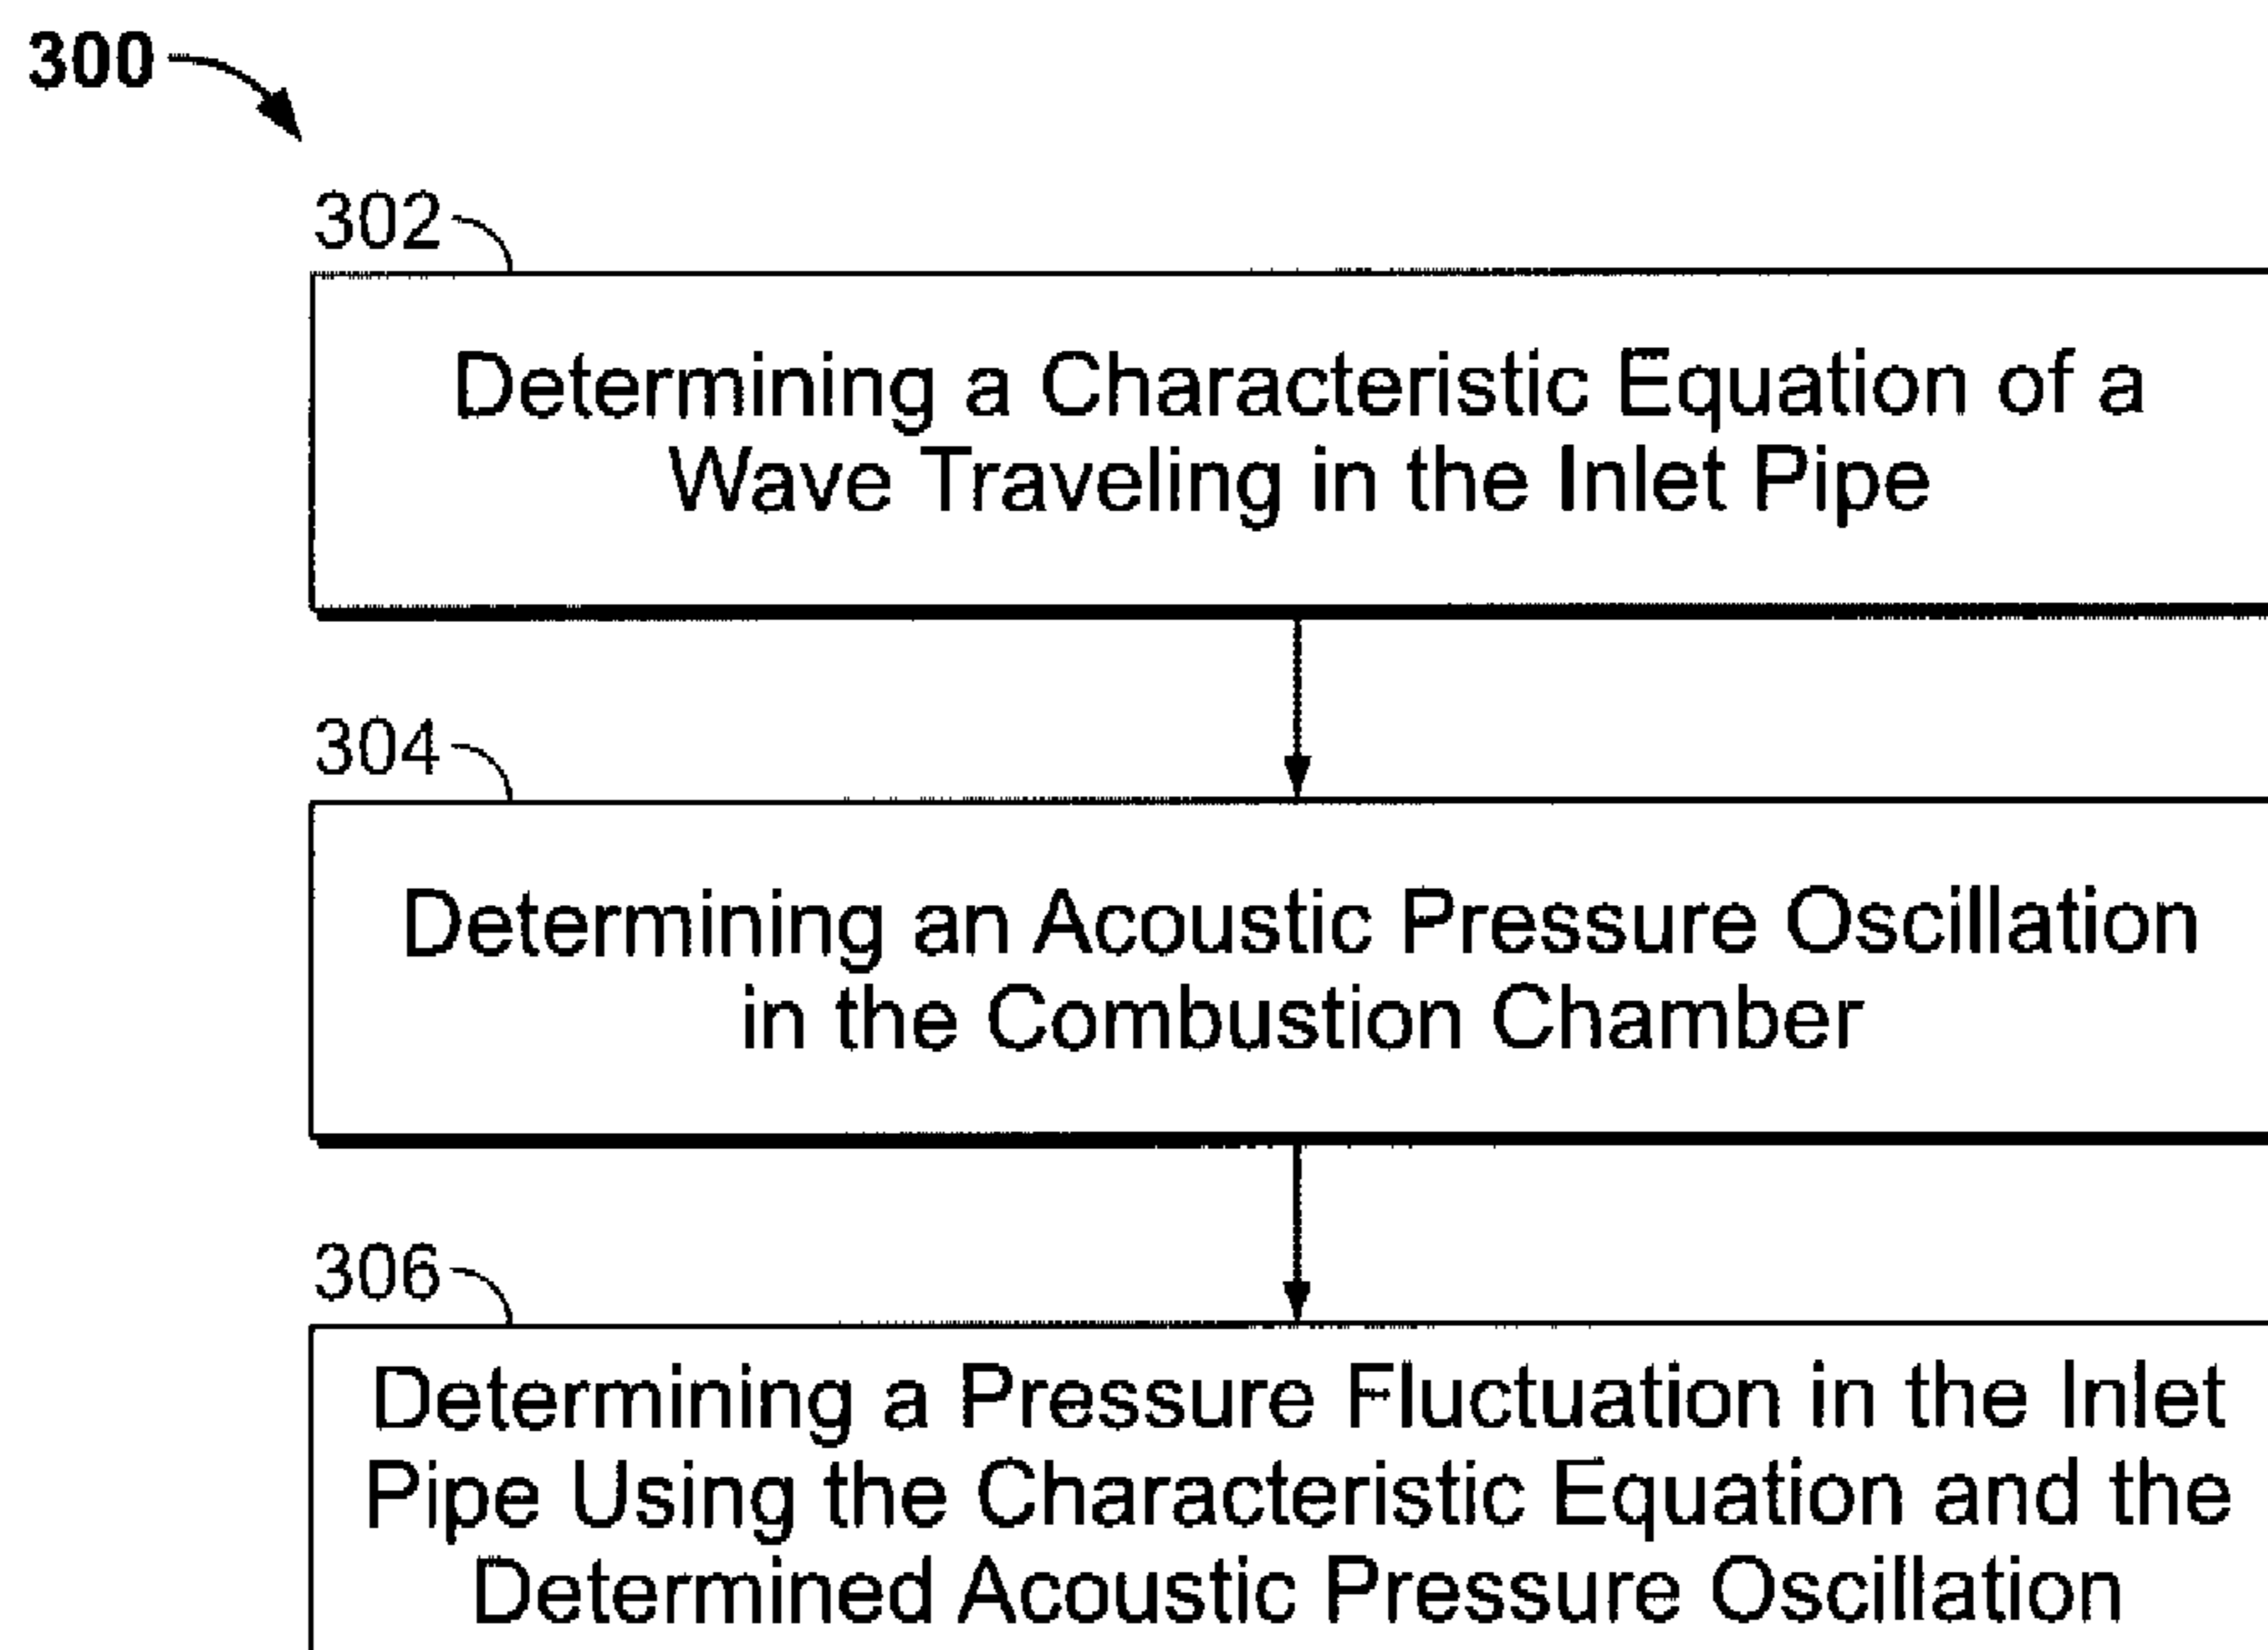 300
302
Determining a Characteristic Equation of a
Wave Traveling in the Inlet Pipe
304
Determining an Acoustic Pressure Oscillation
in the Combustion Chamber
306
Determining a Pressure Fluctuation in the Inlet
Pipe Using the Characteristic Equation and the
Determined Acoustic Pressure Oscillation